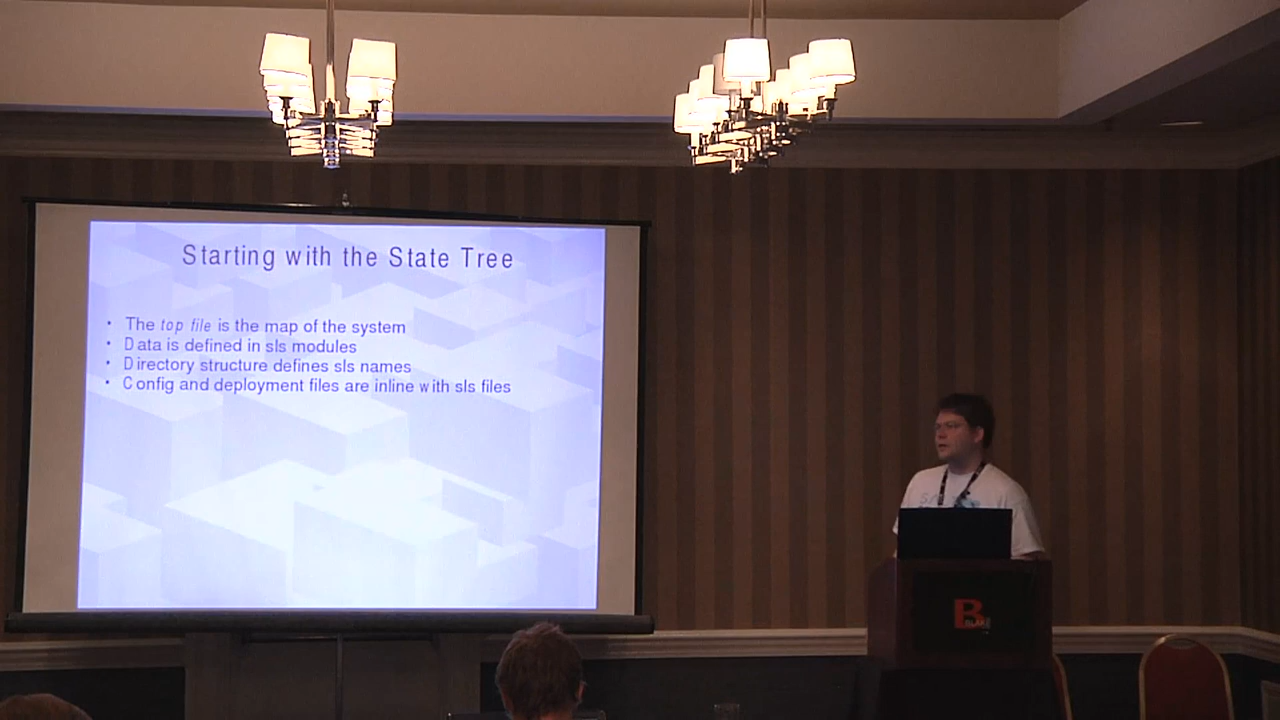 Starting with the State Tree
• The top file is the map of the system
• Data is defined in sls modules
• Directory structure defines sls names
• Config and deployment files are inline with sls files
B